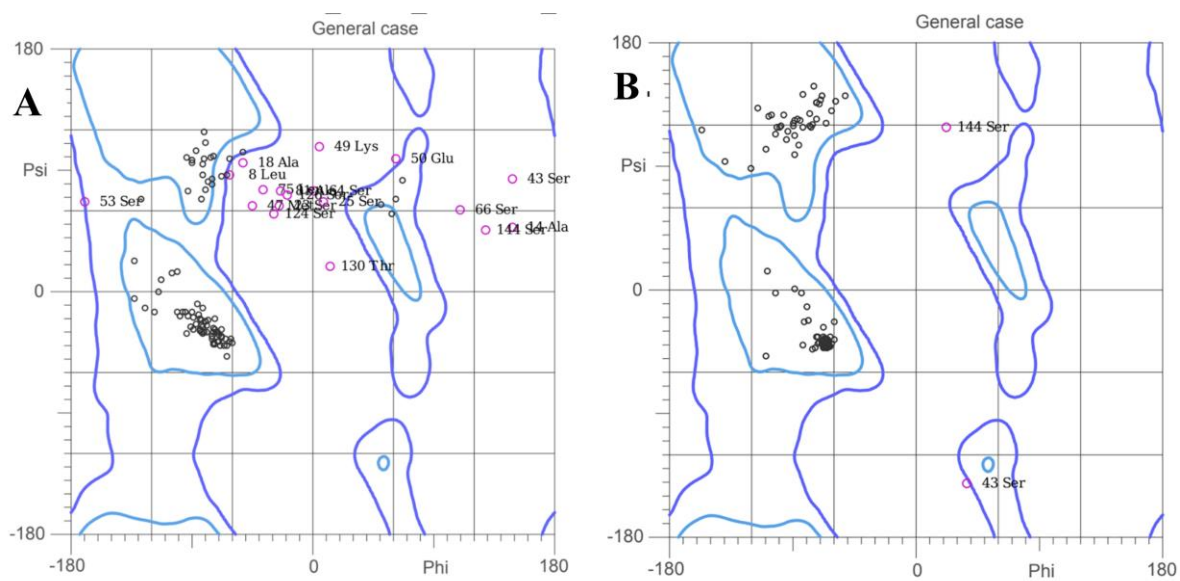 General case
180
A
Psi
49 Lys
50 Glu
18 Ala
8 Leu
43 Ser
53 Ser
25 Ser
66 Ser
124 Ser
144 Ser
14 Ala
130 Thr
0
-180
-180
0
Phi
180
General case
180
B
Psi
144 Ser
0
43 Ser
-180
-180
0
Phi
180